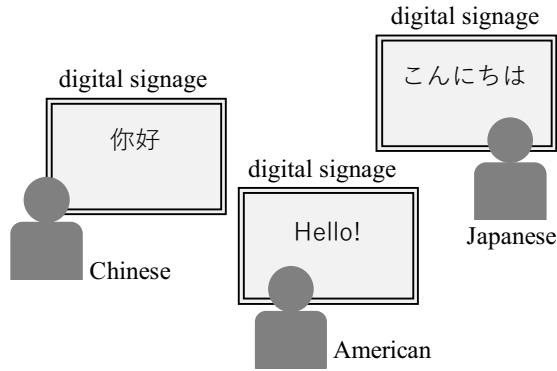 digital signage
こんにちは
Japanese
digital signage
你好
Chinese
digital signage
Hello!
American